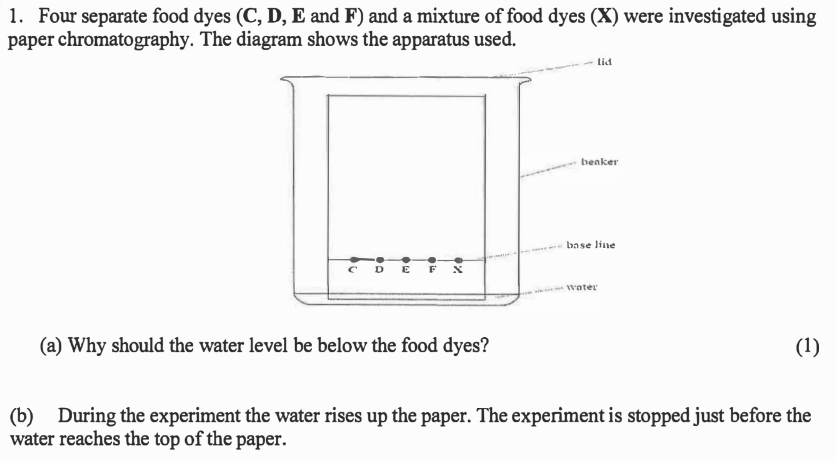 1. Four separate food dyes (C, D, E and F) and a mixture of food dyes (X) were investigated using
paper chromatography. The diagram shows the apparatus used.
lid
beaker
base line
C D E F X
water
(a) Why should the water level be below the food dyes? (1)
(b) During the experiment the water rises up the paper. The experiment is stopped just before the
water reaches the top of the paper.